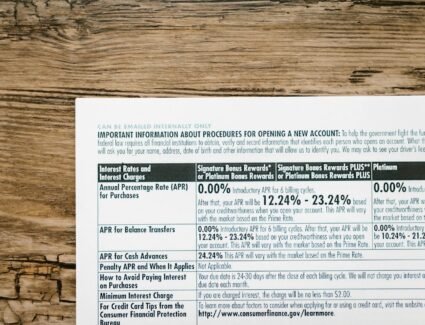 CAN BE EMAILED INTERNALLY ONLY
IMPORTANT INFORMATION ABOUT PROCEDURES FOR OPENING A NEW ACCOUNT: To help the government fight the fun
federal law requires all financial institutions to obtain, verify and record information that identifies each person who opens an account. What
will ask you for your name, address, date of birth and other information that will allow us to identify you. We may ask to see your driver's lice
Interest Rates and
Interest Charges
Signature Bonus Rewards*
or Platinum Bonus Rewards
Signature Bonus Rewards PLUS**
or Platinum Bonus Rewards PLUS
Platinum
Annual Percentage Rate (APR)
for Purchases
0.00% Introductory APR for 6 billing cycles.
After that, your APR will be 12.24% - 23.24% based
on your creditworthiness when you open your account. This APR will vary
with the market based on the Prime Rate.
0.00% Intro
After that, your APR
be 10.24% - 21.2
your creditworthiness
account. This APR
the market based
APR for Balance Transfers
0.00% Introductory APR for 6 billing cycles. After that, your APR will be
12.24% - 23.24% based on your creditworthiness when you open
your account. This APR will vary with the market based on the Prime Rate.
0.00% Introductory
10.24% - 21.2
open your account.
APR for Cash Advances
24.24% This APR will vary with the market based on the Prime Rate.
Penalty APR and When it Applies
Not Applicable.
How to Avoid Paying Interest
on Purchases
Your due date is 24-30 days after the close of each billing cycle. We will not charge you interest o
due date each month.
Minimum Interest Charge
If you are charged interest, the charge will be no less than $2.00.
For Credit Card Tips from the
Consumer Financial Protection
Bureau
To learn more about factors to consider when applying for or using a credit card, visit the website o
http://www.consumerfinance.gov/learnmore.